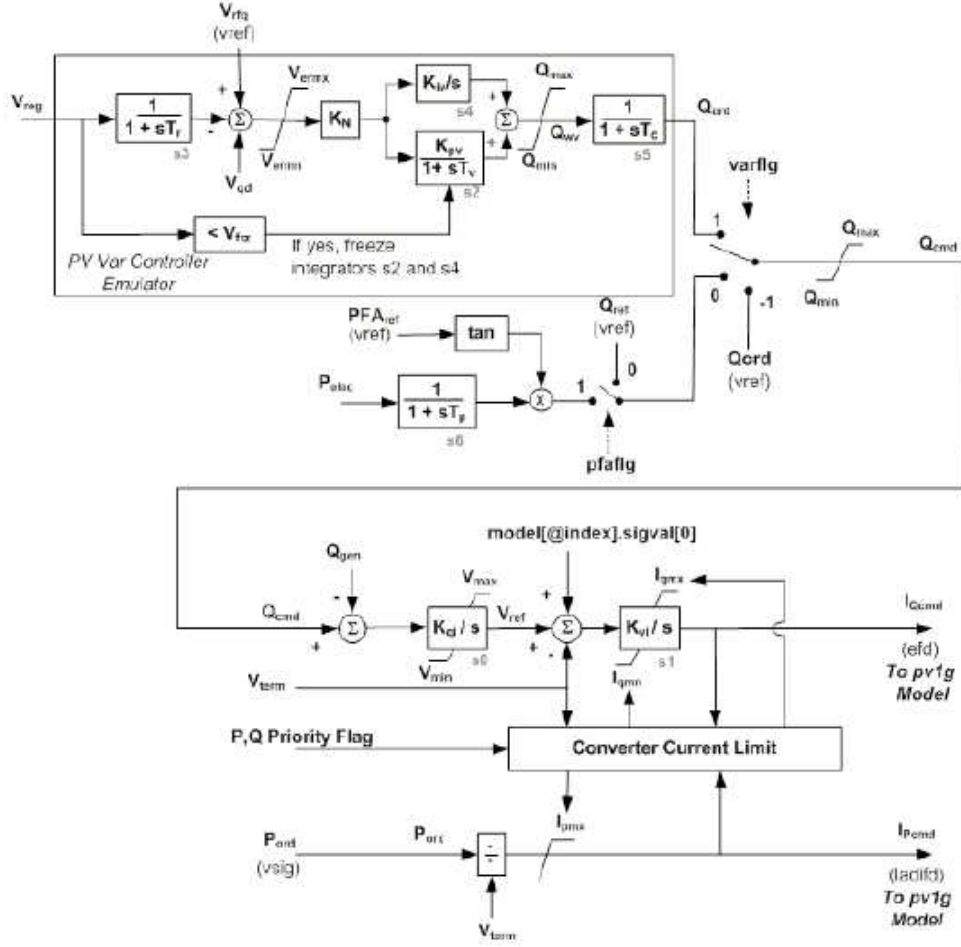 Vrfq
(vref)
Vreg
1
1 + sTr
s3
+
-
Σ
Vqd
Vermx
Vermn
KN
Kiv/s
s4
Kpv
1+ sTv
s2
+
+
Σ
Qmax
Qwv
Qmin
1
1 + sTc
s5
Qord
< Vfrz
If yes, freeze
integrators s2 and s4
PV Var Controller
Emulator
varflg
1
0
-1
Qmax
Qmin
Qcmd
Qord
(vref)
PFAref
(vref)
tan
Qref
(vref)
0
Pelec
1
1 + sTp
s6
X
1
pfaflg
model[@index].sigval[0]
Qgen
-
Qcmd
+
Σ
Vmax
Kqi / s
s0
Vmin
Vref
+
+
-
Σ
Iqmx
Kvi / s
s1
Iqmn
IQcmd
(efd)
To pv1g
Model
Vterm
P,Q Priority Flag
Converter Current Limit
Pord
(vsig)
Pord
÷
Vterm
Ipmx
IPcmd
(ladifd)
To pv1g
Model